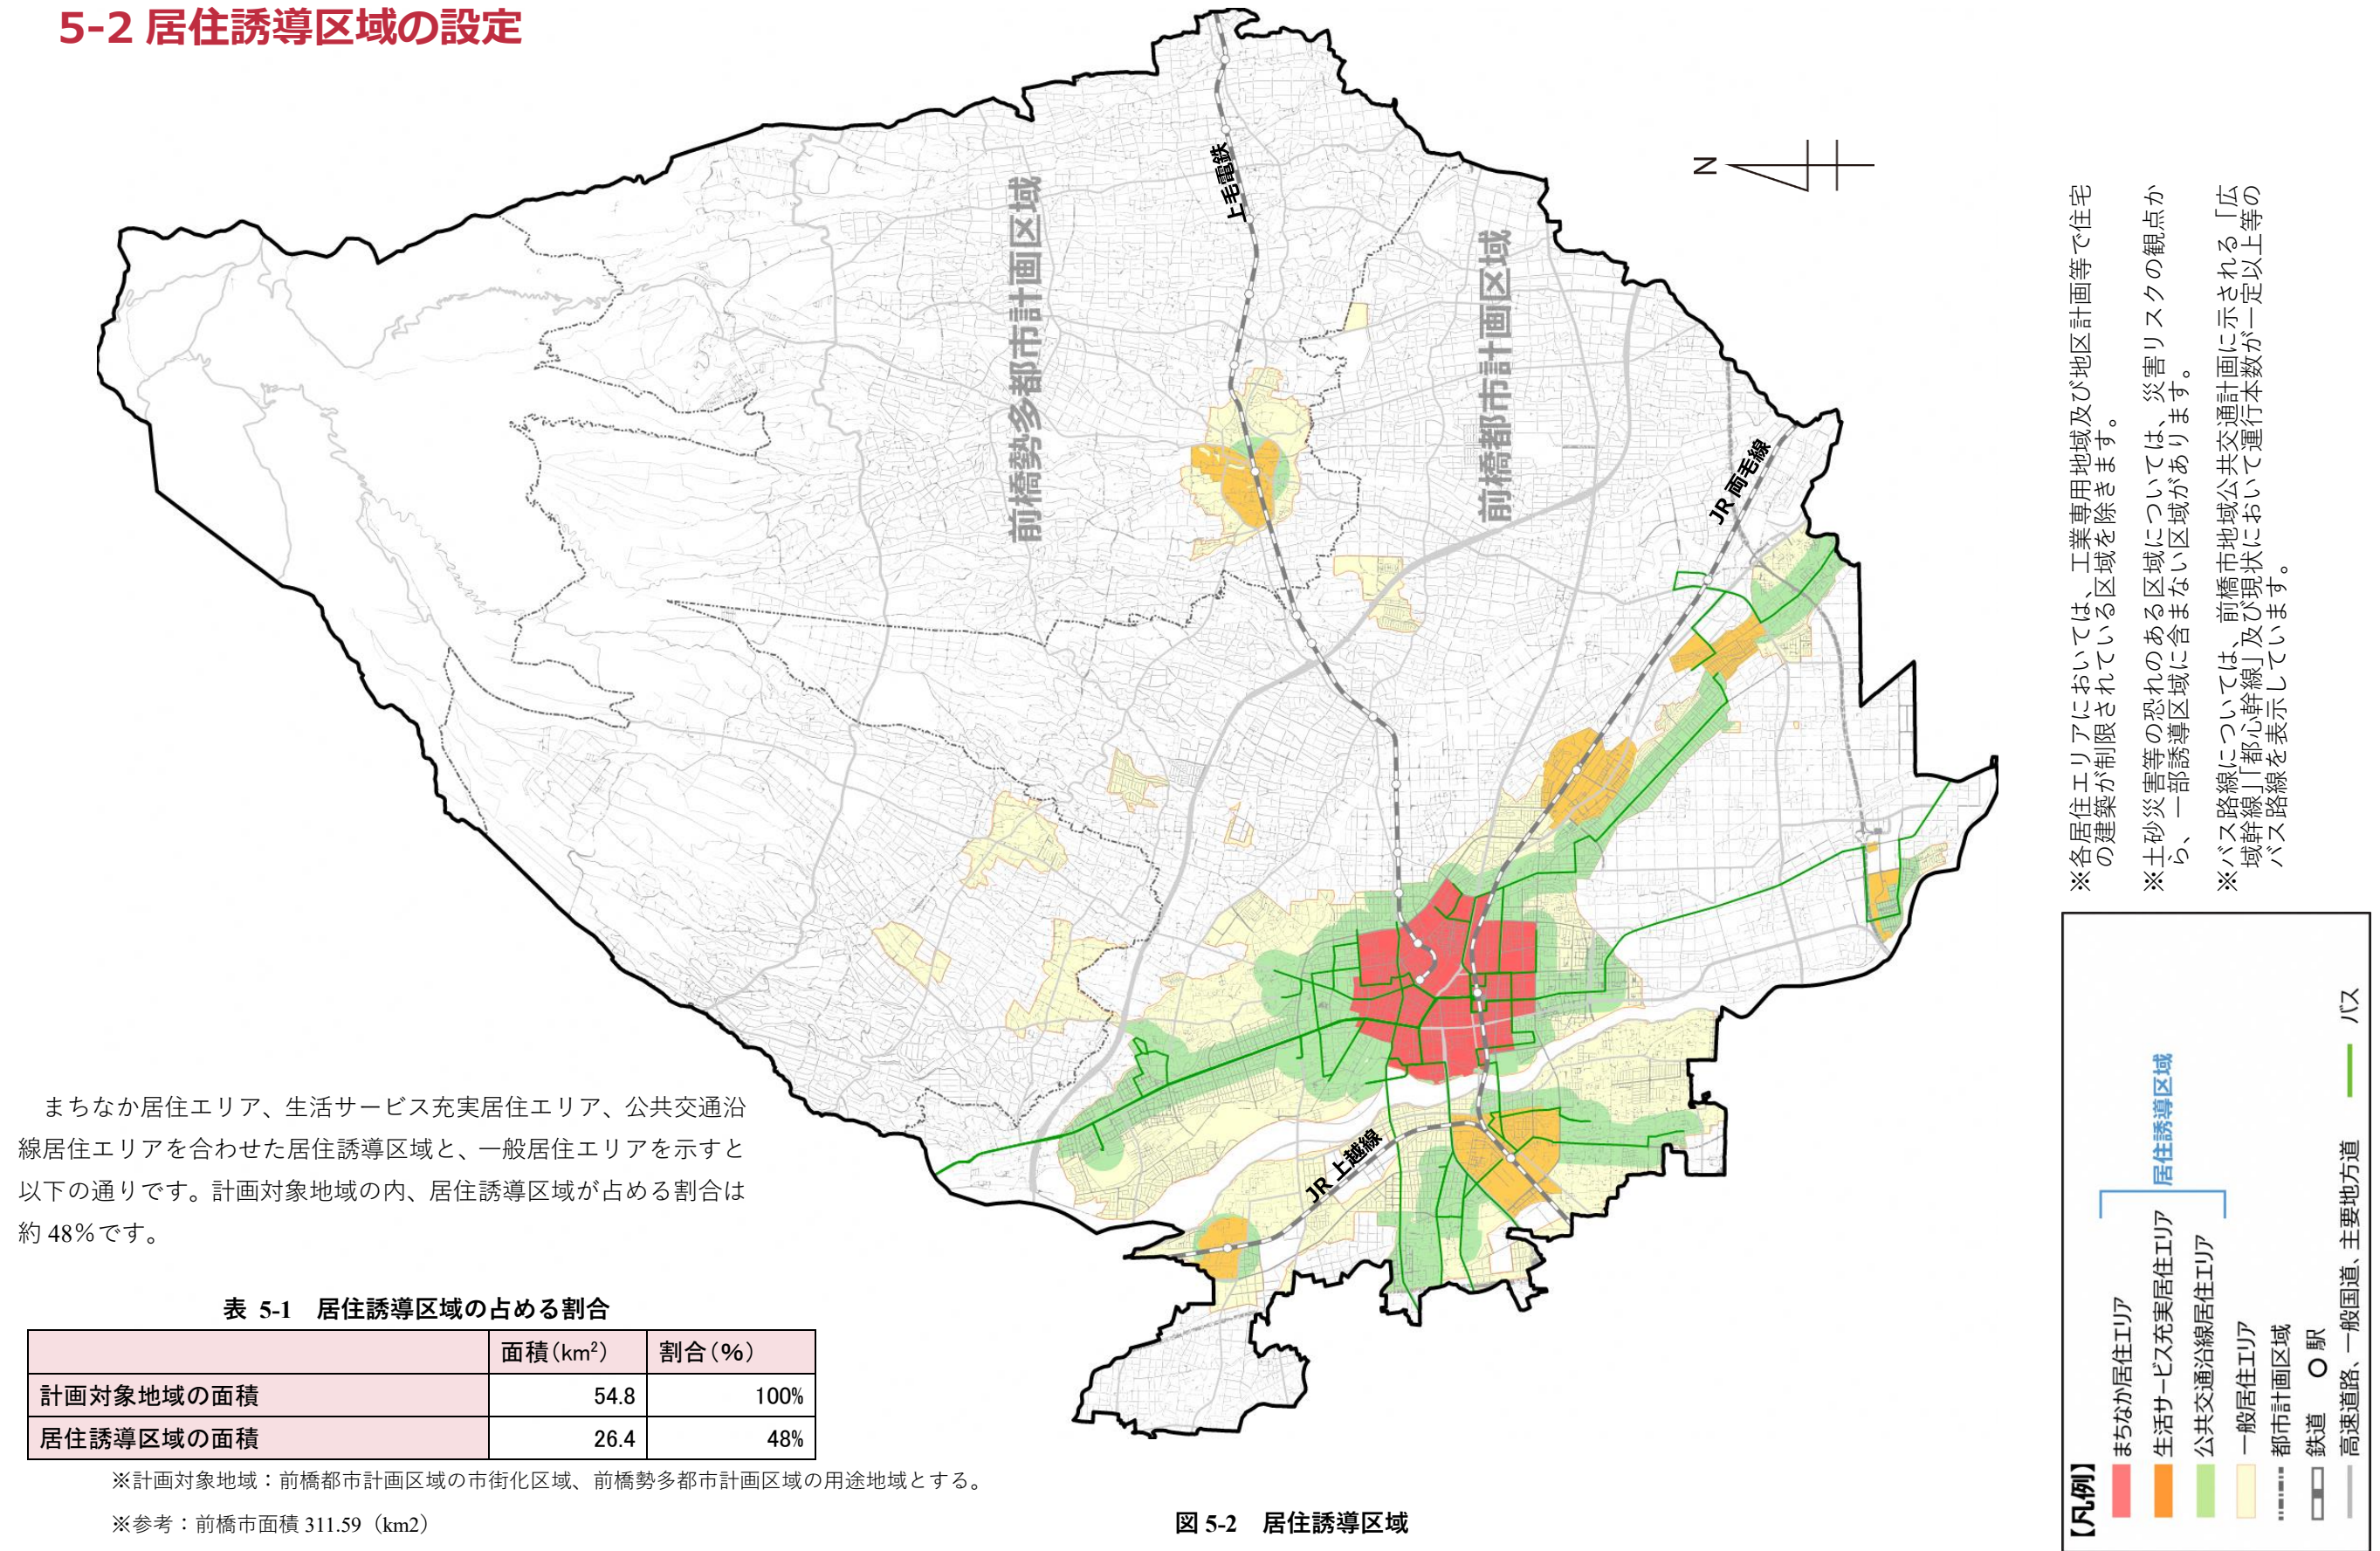 5-2 居住誘導区域の設定
前橋勢多都市計画区域
上毛電鉄
前橋都市計画区域
JR 両毛線
JR 上越線
N
※各居住エリアにおいては、工業専用地域及び地区計画等で住宅
の建築が制限されている区域を除きます。
※土砂災害等の恐れのある区域については、災害リスクの観点か
ら、一部誘導区域に含まない区域があります。
※バス路線については、前橋市地域公共交通計画に示される「広
域幹線」「都心幹線」及び現状において運行本数が一定以上等の
バス路線を表示しています。
まちなか居住エリア、生活サービス充実居住エリア、公共交通沿
線居住エリアを合わせた居住誘導区域と、一般居住エリアを示すと
以下の通りです。計画対象地域の内、居住誘導区域が占める割合は
約 48％です。
表 5-1 居住誘導区域の占める割合
面積(km²) 割合(%)
計画対象地域の面積 54.8 100%
居住誘導区域の面積 26.4 48%
※計画対象地域：前橋都市計画区域の市街化区域、前橋勢多都市計画区域の用途地域とする。
※参考：前橋市面積 311.59（km2）
図 5-2 居住誘導区域
【凡例】
まちなか居住エリア
生活サービス充実居住エリア
公共交通沿線居住エリア
居住誘導区域
一般居住エリア
都市計画区域
鉄道 駅
高速道路、一般国道、主要地方道 バス